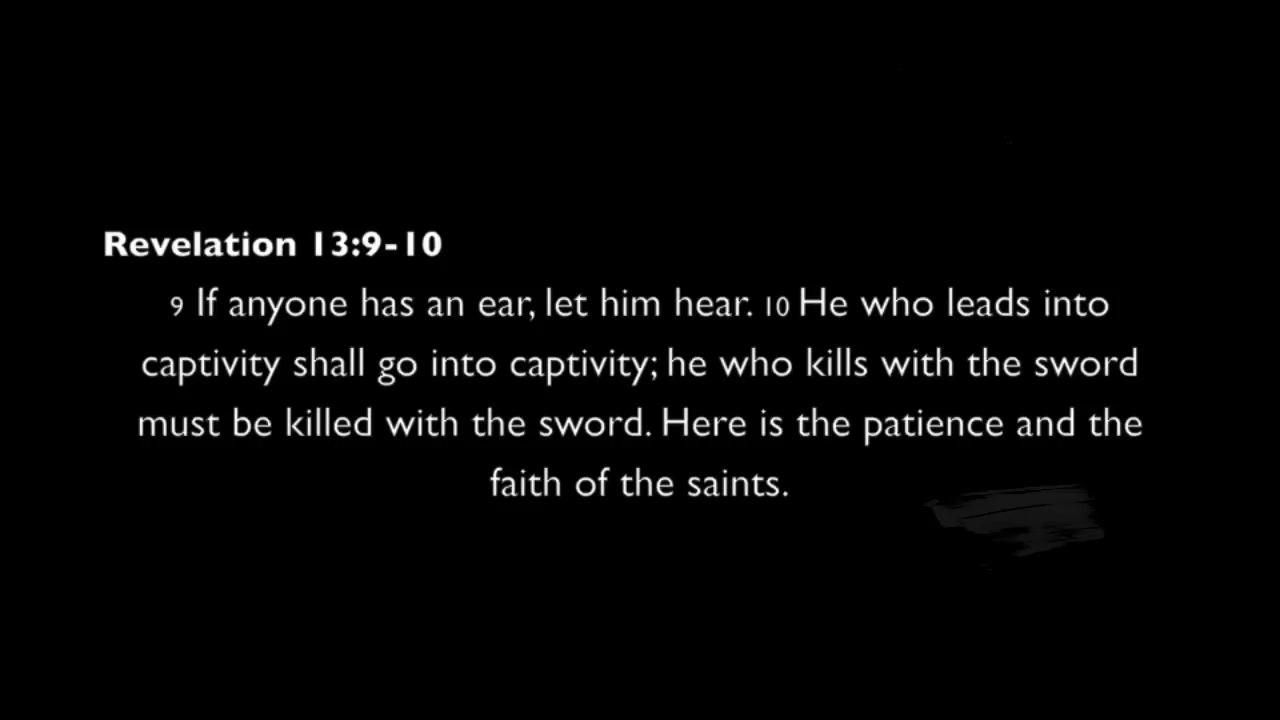 Revelation 13:9-10
9 If anyone has an ear, let him hear. 10 He who leads into
captivity shall go into captivity; he who kills with the sword
must be killed with the sword. Here is the patience and the
faith of the saints.